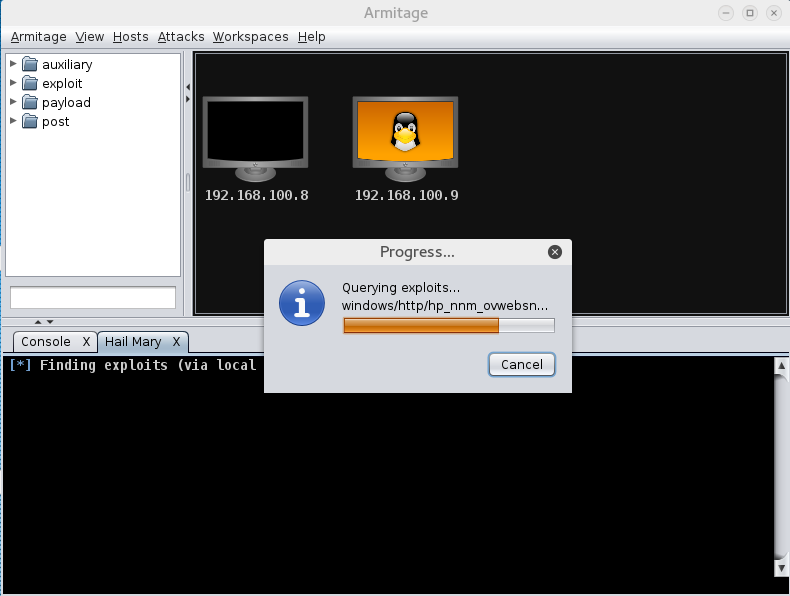 Armitage
Armitage View Hosts Attacks Workspaces Help
auxiliary
exploit
payload
post
192.168.100.8
192.168.100.9
Progress...
Querying exploits...
windows/http/hp_nnm_ovwebsn...
Cancel
Console X
Hail Mary X
[*] Finding exploits (via local